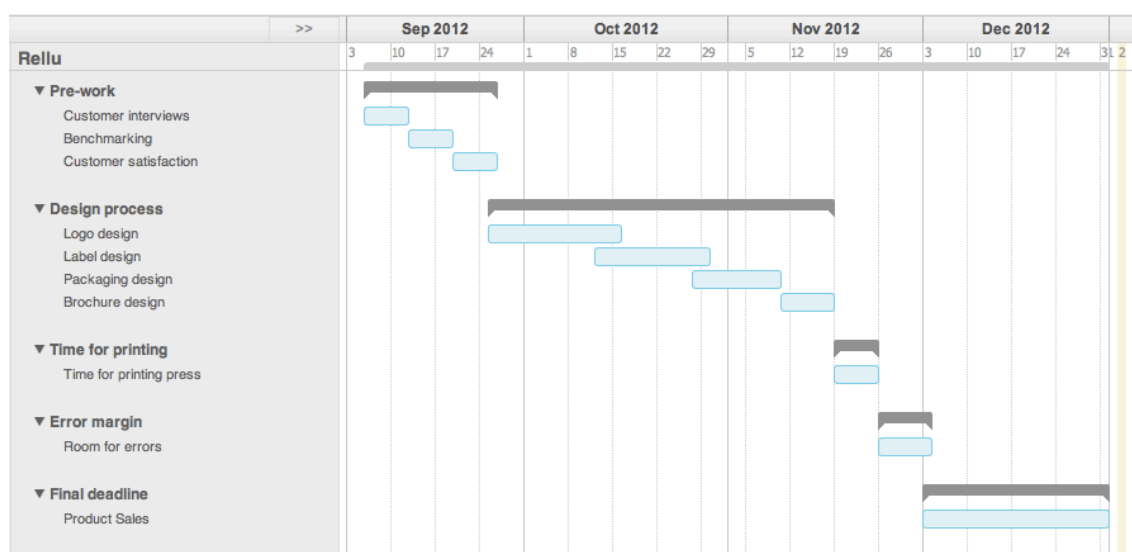 >> Sep 2012 Oct 2012 Nov 2012 Dec 2012
Rellu 3 10 17 24 1 8 15 22 29 5 12 19 26 3 10 17 24 31 2
▼ Pre-work
Customer interviews
Benchmarking
Customer satisfaction
▼ Design process
Logo design
Label design
Packaging design
Brochure design
▼ Time for printing
Time for printing press
▼ Error margin
Room for errors
▼ Final deadline
Product Sales